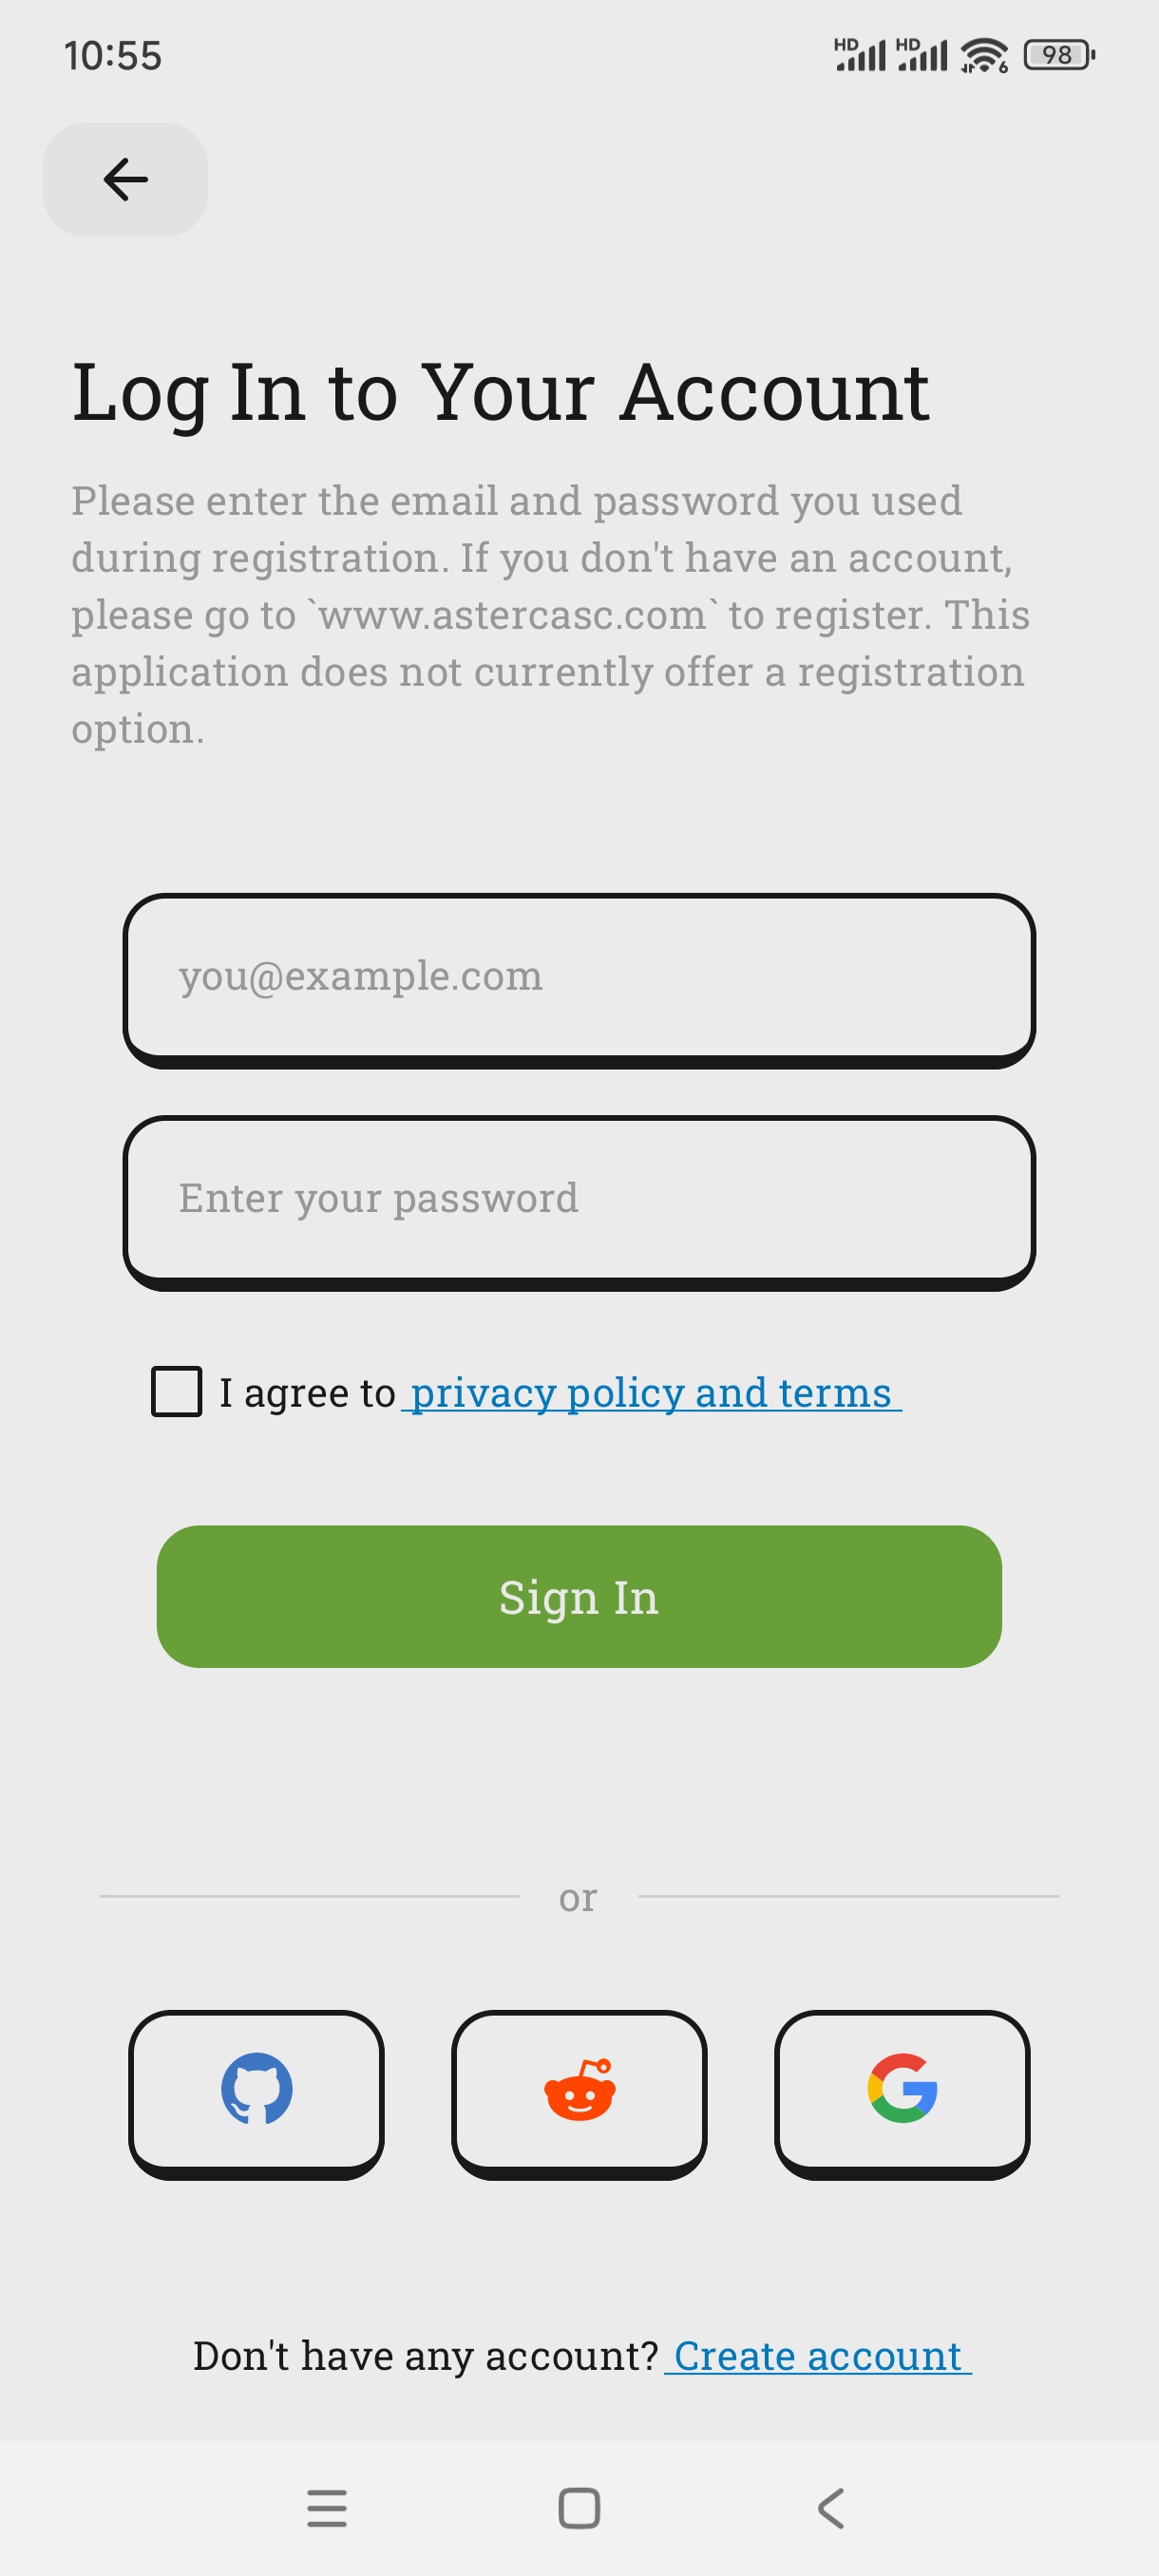 10:55
HD HD 6 98
Log In to Your Account
Please enter the email and password you used
during registration. If you don't have an account,
please go to `www.astercasc.com` to register. This
application does not currently offer a registration
option.
you@example.com
Enter your password
I agree to privacy policy and terms
Sign In
or
Don't have any account? Create account